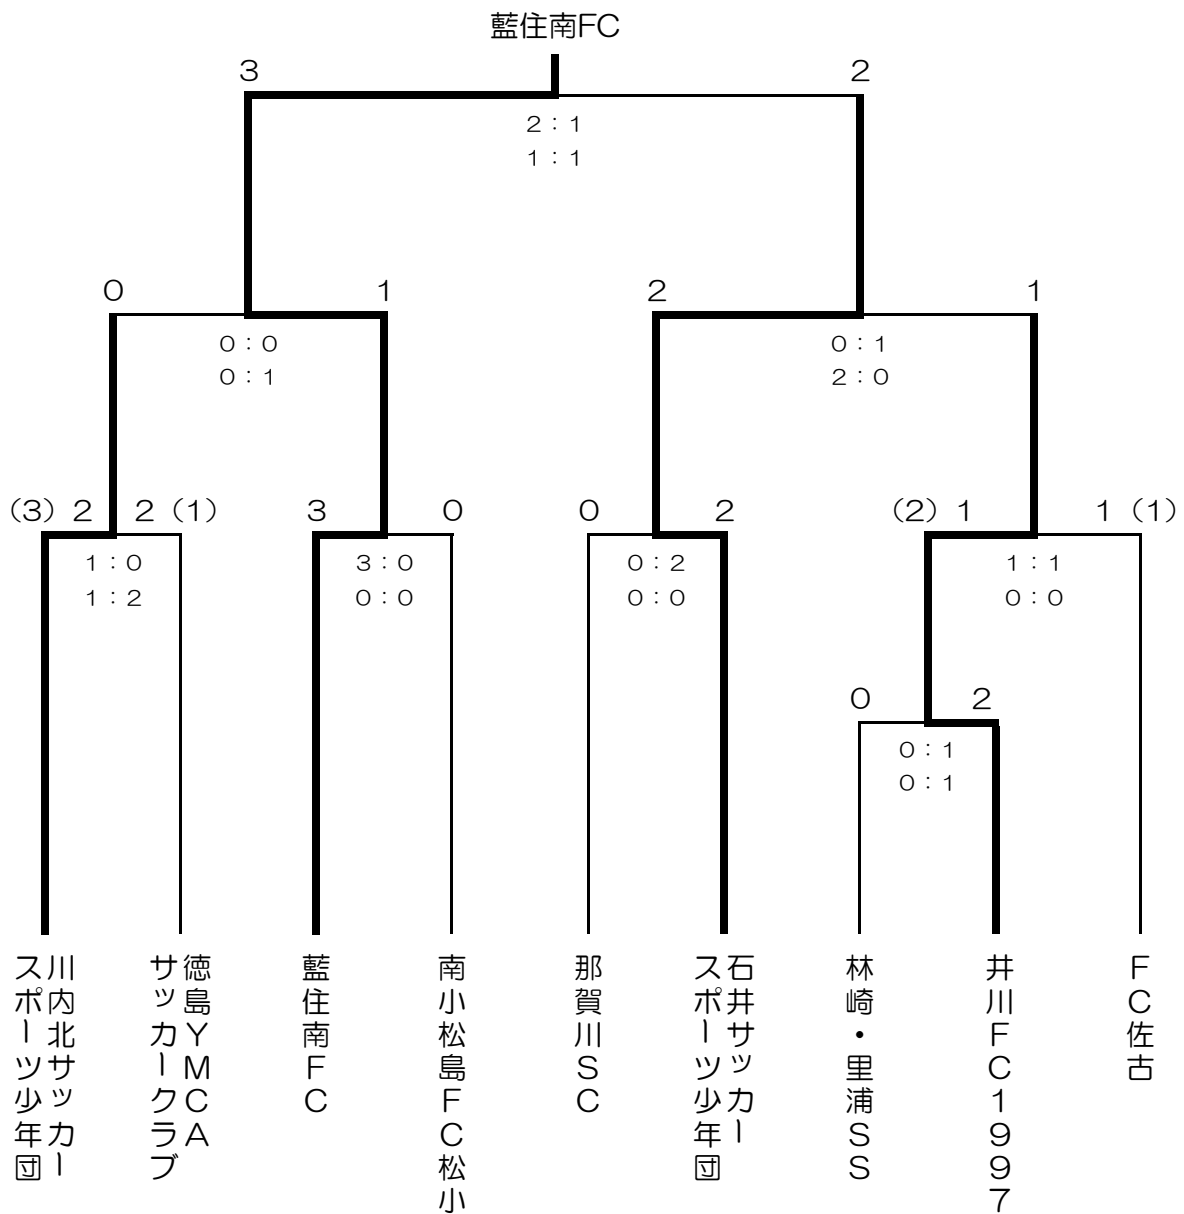 藍住南FC
3 2
2：1
1：1
0 1 2 1
0：0 0：1
0：1 2：0
(3) 2 2 (1) 3 0 0 2 (2) 1 1 (1)
1：0 3：0 0：2 1：1
1：2 0：0 0：0 0：0
0 2
0：1
0：1
川内北サッカー
スポーツ少年団
徳島YMCA
サッカークラブ
藍住南FC
南小松島FC松小
那賀川SC
石井サッカー
スポーツ少年団
林崎・里浦SS
井川FC1997
FC佐古